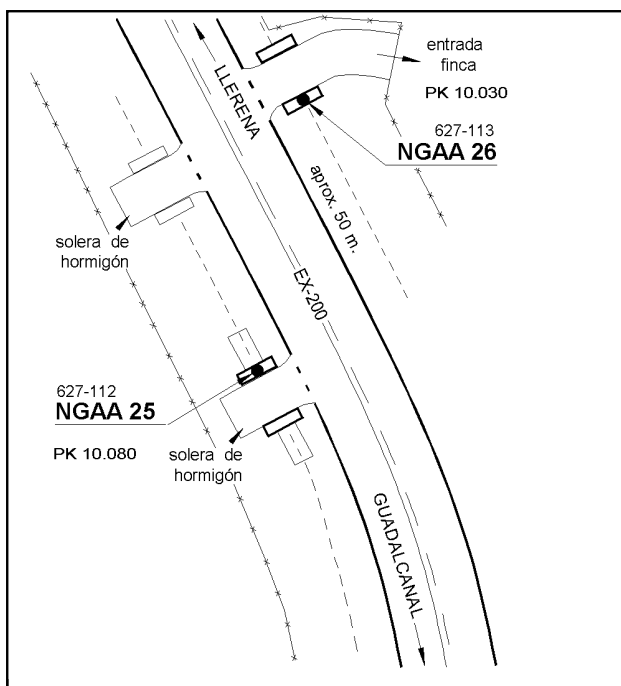 LLERENA
entrada
finca
PK 10.030
627-113
NGAA 26
aprox. 50 m.
solera de
hormigón
EX-200
627-112
NGAA 25
PK 10.080
solera de
hormigón
GUADALCANAL